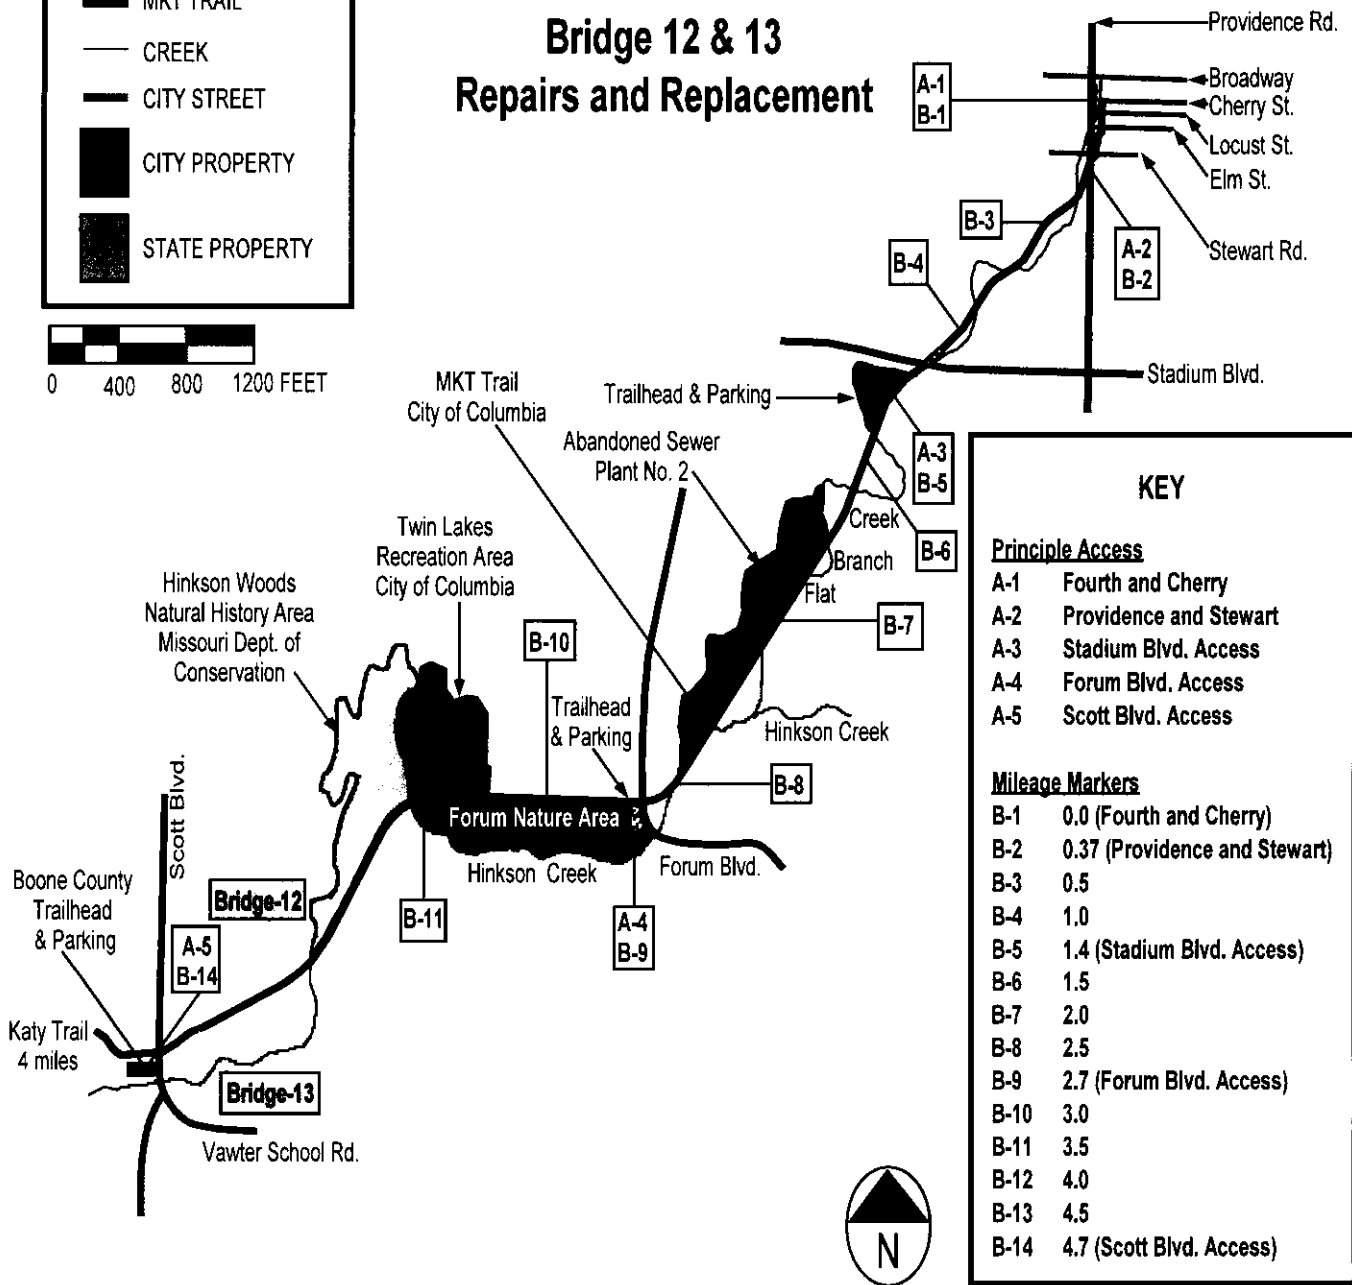 MKT TRAIL
CREEK
CITY STREET
CITY PROPERTY
STATE PROPERTY
0 400 800 1200 FEET
Bridge 12 & 13
Repairs and Replacement
Providence Rd.
Broadway
Cherry St.
Locust St.
Elm St.
Stewart Rd.
A-1
B-1
B-3
A-2
B-2
B-4
Stadium Blvd.
MKT Trail
City of Columbia
Trailhead & Parking
Abandoned Sewer
Plant No. 2
A-3
B-5
Creek
Branch
Flat
B-6
B-7
Twin Lakes
Recreation Area
City of Columbia
Hinkson Woods
Natural History Area
Missouri Dept. of
Conservation
B-10
Trailhead
& Parking
Hinkson Creek
B-8
Forum Nature Area
Hinkson Creek
Forum Blvd.
Scott Blvd.
Boone County
Trailhead
& Parking
Bridge-12
B-11
A-4
B-9
A-5
B-14
Katy Trail
4 miles
Bridge-13
Vawter School Rd.
N
KEY
Principle Access
A-1 Fourth and Cherry
A-2 Providence and Stewart
A-3 Stadium Blvd. Access
A-4 Forum Blvd. Access
A-5 Scott Blvd. Access
Mileage Markers
B-1 0.0 (Fourth and Cherry)
B-2 0.37 (Providence and Stewart)
B-3 0.5
B-4 1.0
B-5 1.4 (Stadium Blvd. Access)
B-6 1.5
B-7 2.0
B-8 2.5
B-9 2.7 (Forum Blvd. Access)
B-10 3.0
B-11 3.5
B-12 4.0
B-13 4.5
B-14 4.7 (Scott Blvd. Access)